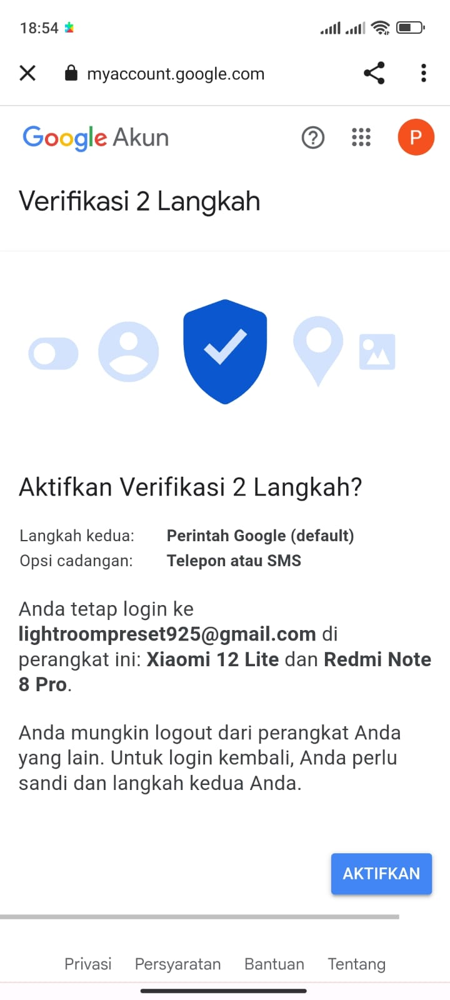 18:54
myaccount.google.com
Google Akun
P
Verifikasi 2 Langkah
Aktifkan Verifikasi 2 Langkah?
Langkah kedua: Perintah Google (default)
Opsi cadangan: Telepon atau SMS
Anda tetap login ke
lightroompreset925@gmail.com di
perangkat ini: Xiaomi 12 Lite dan Redmi Note
8 Pro.
Anda mungkin logout dari perangkat Anda
yang lain. Untuk login kembali, Anda perlu
sandi dan langkah kedua Anda.
AKTIFKAN
Privasi Persyaratan Bantuan Tentang